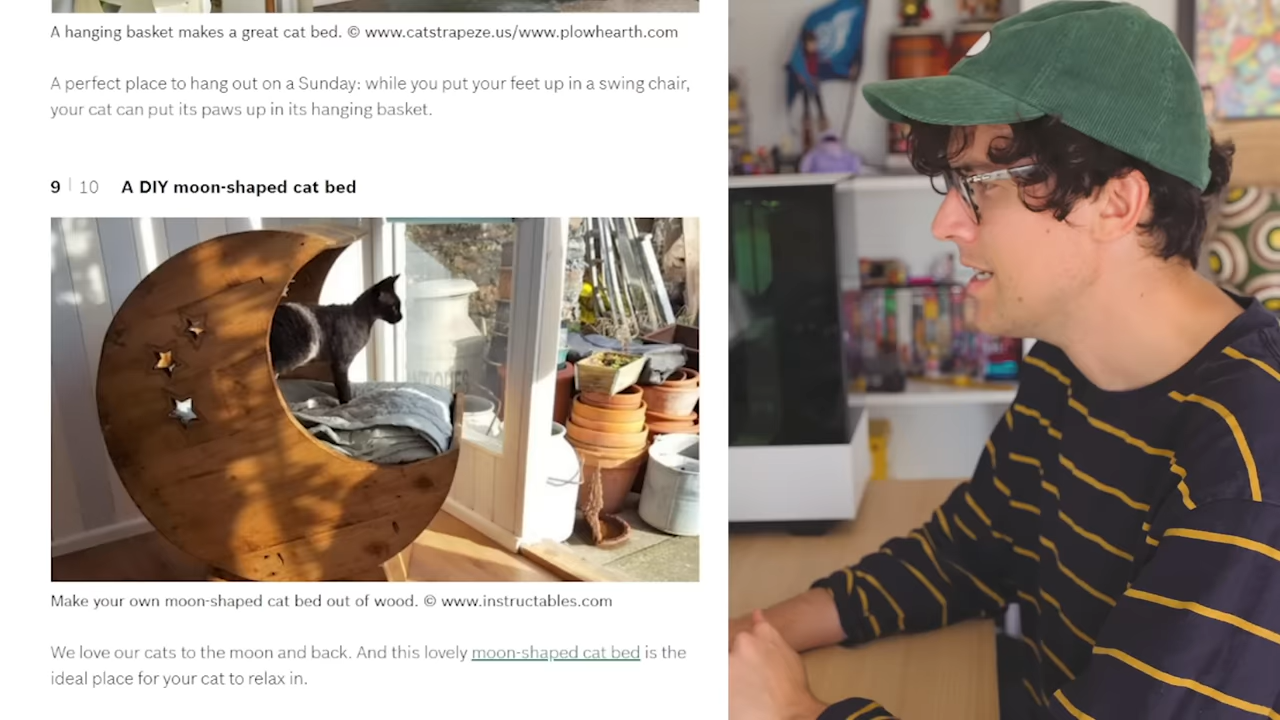 A hanging basket makes a great cat bed. © www.catstrapeze.us/www.plowhearth.com
A perfect place to hang out on a Sunday: while you put your feet up in a swing chair,
your cat can put its paws up in its hanging basket.
9 | 10 A DIY moon-shaped cat bed
Make your own moon-shaped cat bed out of wood. © www.instructables.com
We love our cats to the moon and back. And this lovely moon-shaped cat bed is the
ideal place for your cat to relax in.